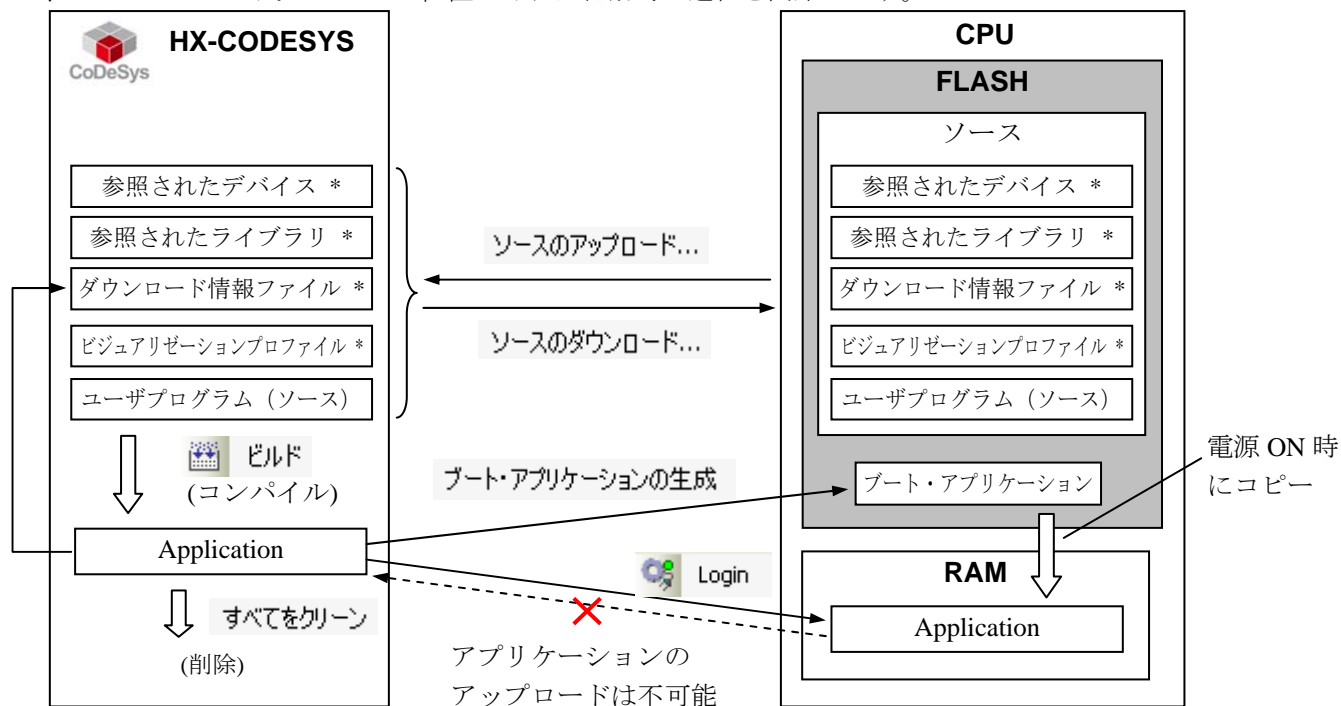 HX-CODESYS
CoDeSys
参照されたデバイス *
参照されたライブラリ *
ダウンロード情報ファイル *
ビジュアリゼーションプロファイル *
ユーザプログラム（ソース）
ビルド
(コンパイル)
Application
すべてをクリーン
(削除)
ソースのアップロード...
ソースのダウンロード...
ブート・アプリケーションの生成
Login
アプリケーションの
アップロードは不可能
CPU
FLASH
ソース
参照されたデバイス *
参照されたライブラリ *
ダウンロード情報ファイル *
ビジュアリゼーションプロファイル *
ユーザプログラム（ソース）
ブート・アプリケーション
電源 ON 時
にコピー
RAM
Application